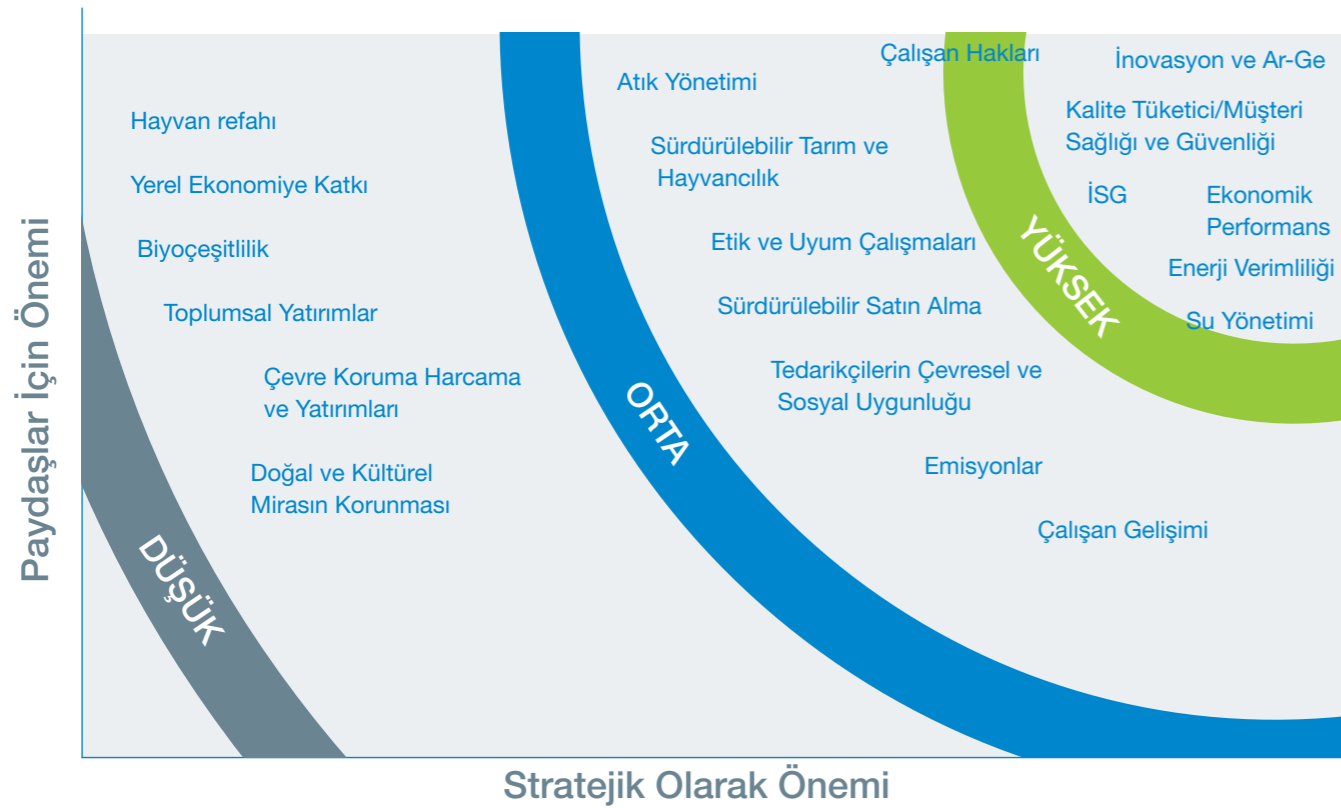 Paydaşlar İçin Önemi
Hayvan refahı
Yerel Ekonomiye Katkı
Biyoçeşitlilik
Toplumsal Yatırımlar
Çevre Koruma Harcama
ve Yatırımları
Doğal ve Kültürel
Mirasın Korunması
DÜŞÜK
Atık Yönetimi
Sürdürülebilir Tarım ve
Hayvancılık
Etik ve Uyum Çalışmaları
Sürdürülebilir Satın Alma
Tedarikçilerin Çevresel ve
Sosyal Uygunluğu
Emisyonlar
Çalışan Gelişimi
ORTA
Çalışan Hakları
İnovasyon ve Ar-Ge
Kalite Tüketici/Müşteri
Sağlığı ve Güvenliği
İSG
Ekonomik
Performans
Enerji Verimliliği
Su Yönetimi
YÜKSEK
Stratejik Olarak Önemi